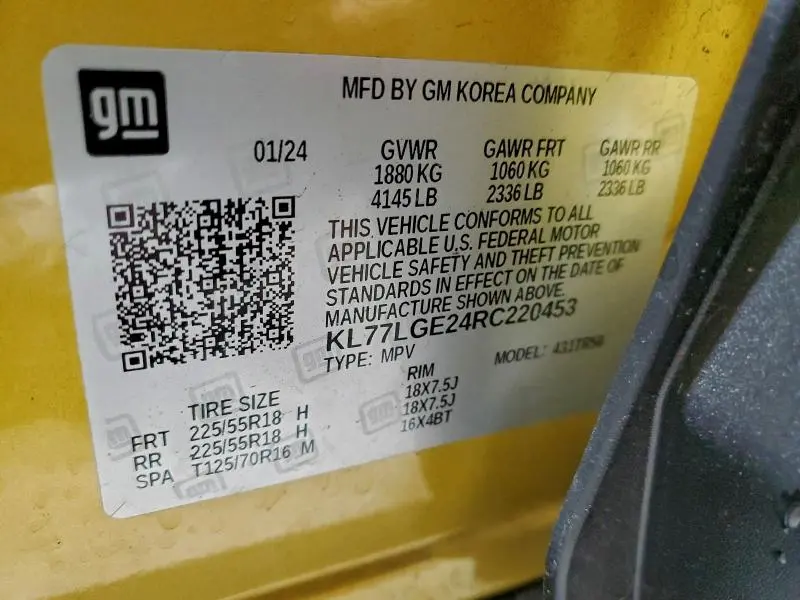 gm
MFD BY GM KOREA COMPANY
01/24 GVWR GAWR FRT GAWR RR
1880 KG 1060 KG 1060 KG
4145 LB 2336 LB 2336 LB
THIS VEHICLE CONFORMS TO ALL
APPLICABLE U.S. FEDERAL MOTOR
VEHICLE SAFETY AND THEFT PREVENTION
STANDARDS IN EFFECT ON THE DATE OF
MANUFACTURE SHOWN ABOVE.
KL77LGE24RC220453
TYPE: MPV MODEL:
TIRE SIZE RIM
FRT 225/55R18 H 18X7.5J
RR 225/55R18 H 18X7.5J
SPA T125/70R16 M 16X4BT